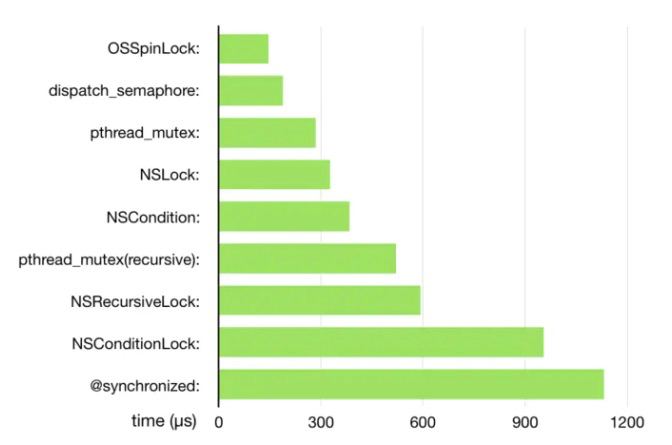 OSSpinLock:
dispatch_semaphore:
pthread_mutex:
NSLock:
NSCondition:
pthread_mutex(recursive):
NSRecursiveLock:
NSConditionLock:
@synchronized:
time (µs) 0 300 600 900 1200